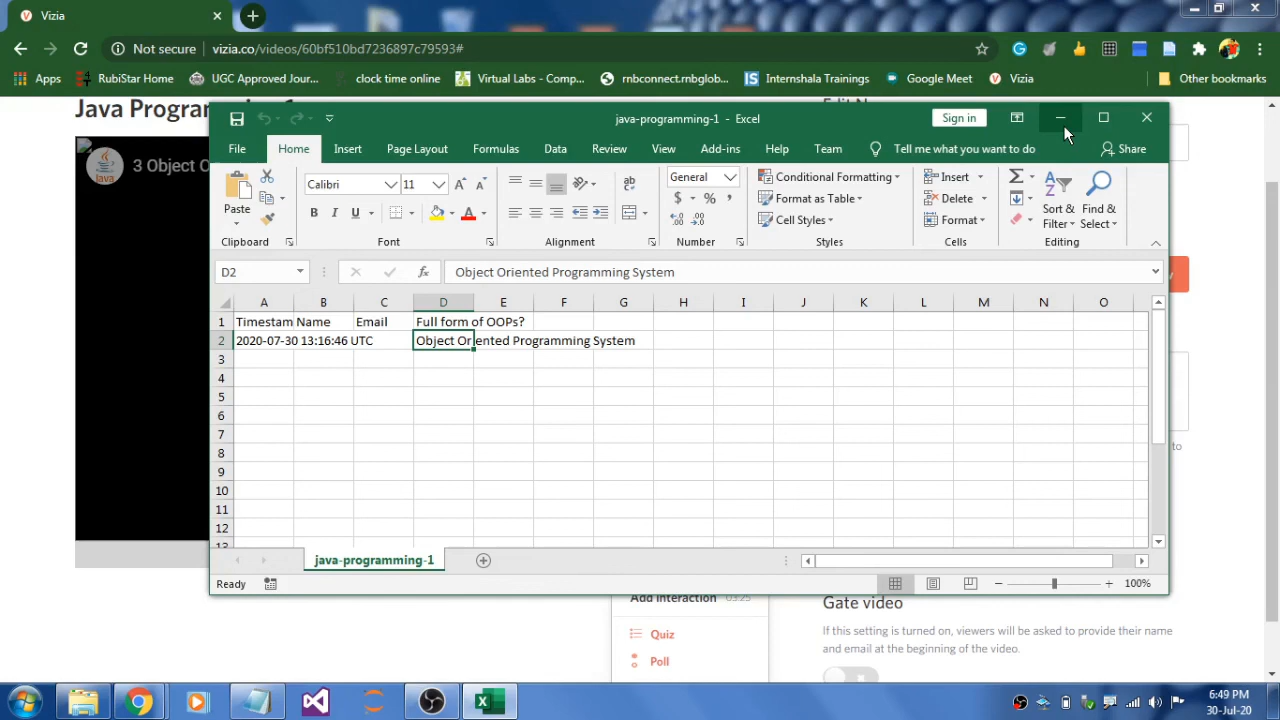 Vizia
Not secure vizia.co/videos/60bf510bd7236897c79593#
Apps RubiStar Home UGC Approved Jour... clock time online Virtual Labs - Comp... rnbconnect.rnbglob... Internshala Trainings Google Meet Vizia Other bookmarks
Java Program
3 Object O
java-programming-1 - Excel
Sign in
File Home Insert Page Layout Formulas Data Review View Add-ins Help Team Tell me what you want to do Share
Paste
Calibri 11
General
Conditional Formatting
Format as Table
Cell Styles
Insert
Delete
Format
Sort & Filter
Find & Select
Clipboard Font Alignment Number Styles Cells Editing
D2 fx Object Oriented Programming System
A B C D E F G H I J K L M N O
1 Timestam Name Email Full form of OOPs?
2 2020-07-30 13:16:46 UTC Object Oriented Programming System
3
4
5
6
7
8
9
10
11
12
13
java-programming-1
Ready 100%
to
Add interaction 03:25
Quiz
Poll
Gate video
If this setting is turned on, viewers will be asked to provide their name
and email at the beginning of the video.
6:49 PM
30-Jul-20